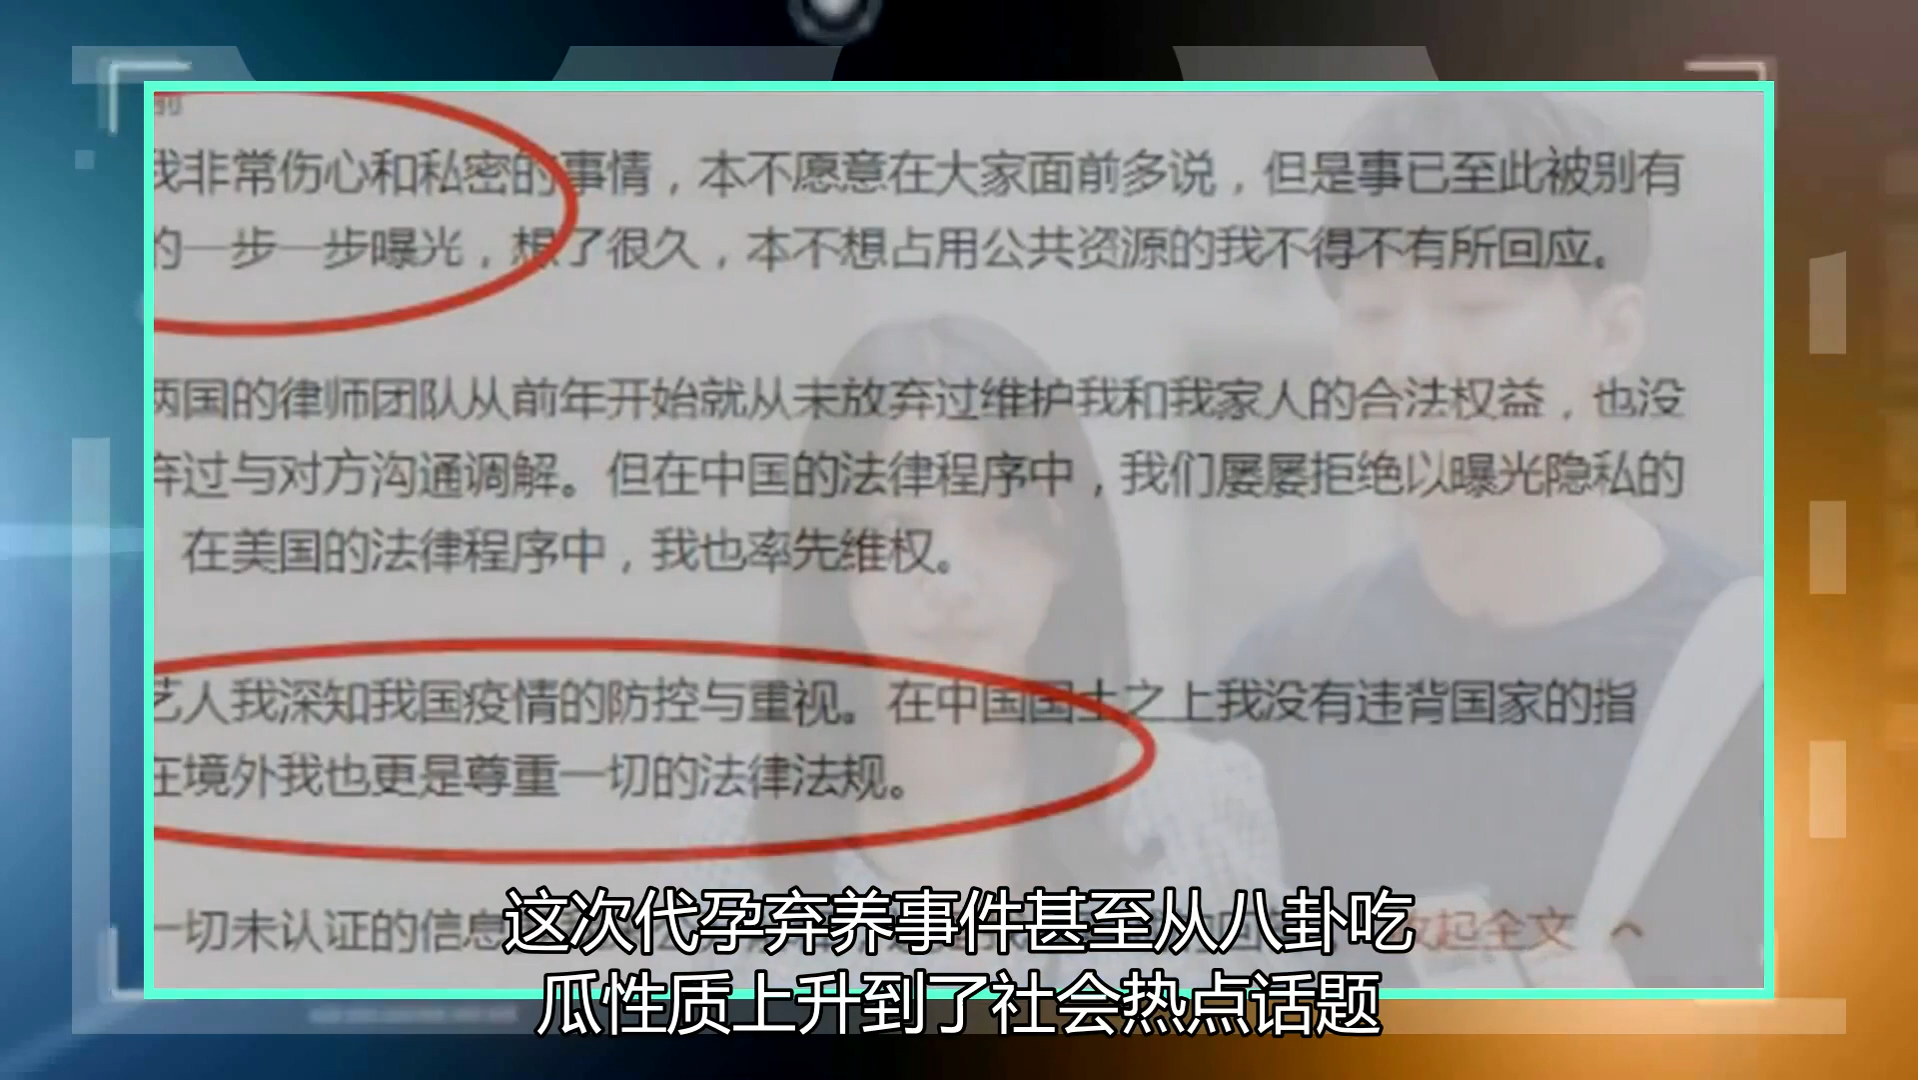 前
我非常伤心和私密的事情，本不愿意在大家面前多说，但是事已至此被别有
的一步一步曝光，想了很久，本不想占用公共资源的我不得不有所回应。
两国的律师团队从前年开始就从未放弃过维护我和我家人的合法权益，也没
弃过与对方沟通调解。但在中国的法律程序中，我们屡屡拒绝以曝光隐私的
在美国的法律程序中，我也率先维权。
艺人我深知我国疫情的防控与重视。在中国国土之上我没有违背国家的指
在境外我也更是尊重一切的法律法规。
一切未认证的信息 收起全文
这次代孕弃养事件甚至从八卦吃
瓜性质上升到了社会热点话题